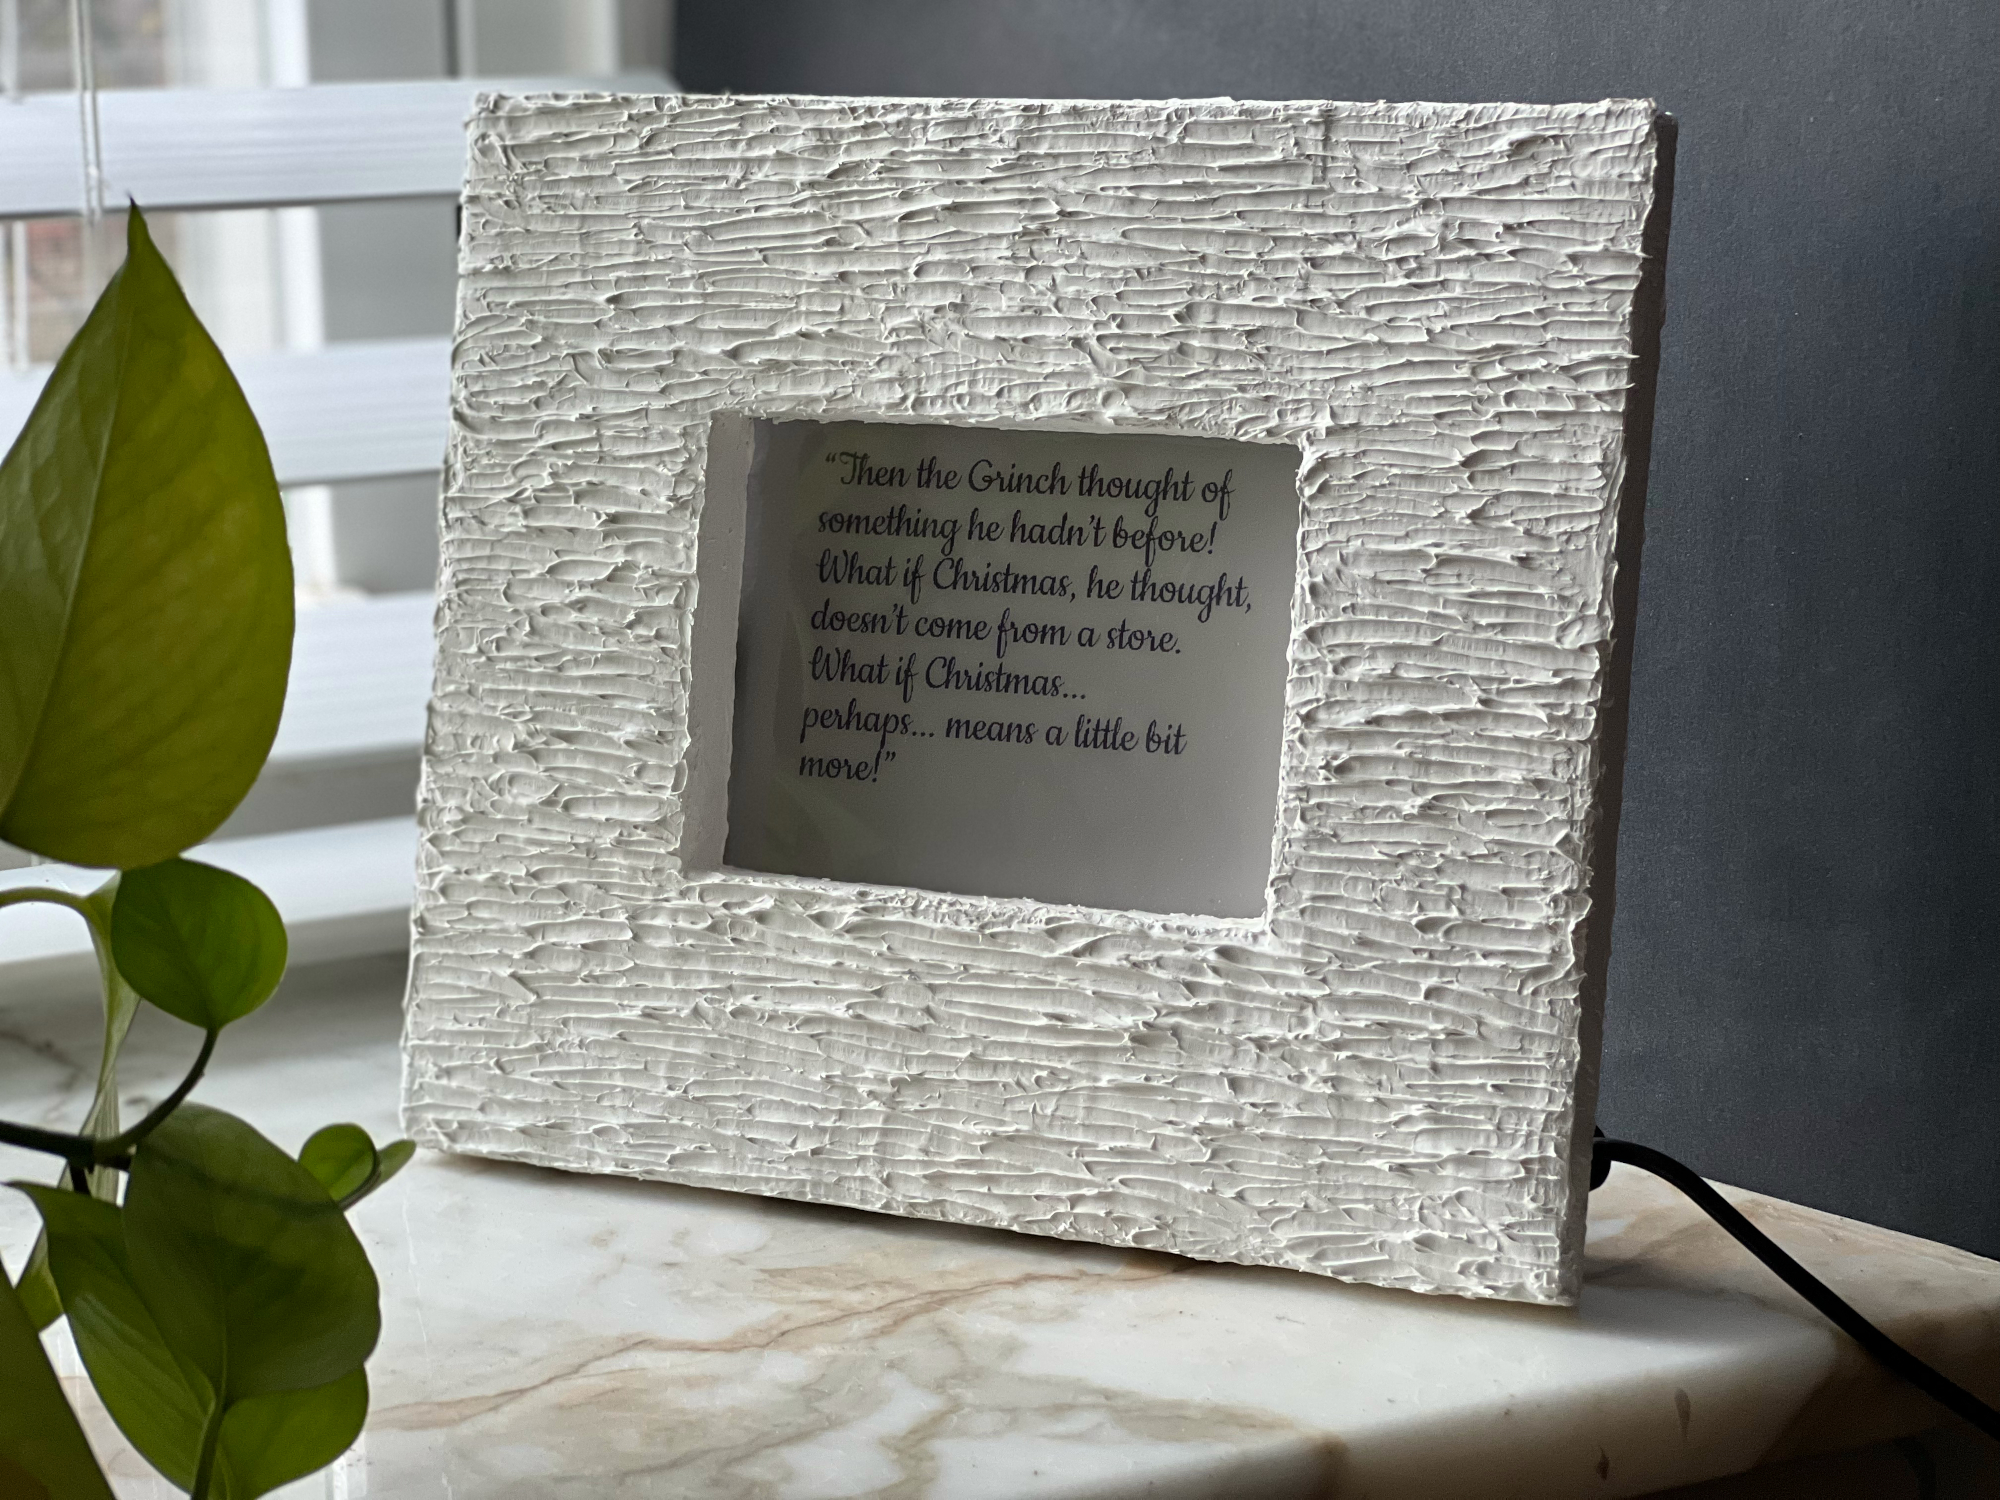 “Then the Grinch thought of
something he hadn’t before!
What if Christmas, he thought,
doesn’t come from a store.
What if Christmas...
perhaps... means a little bit
more!”